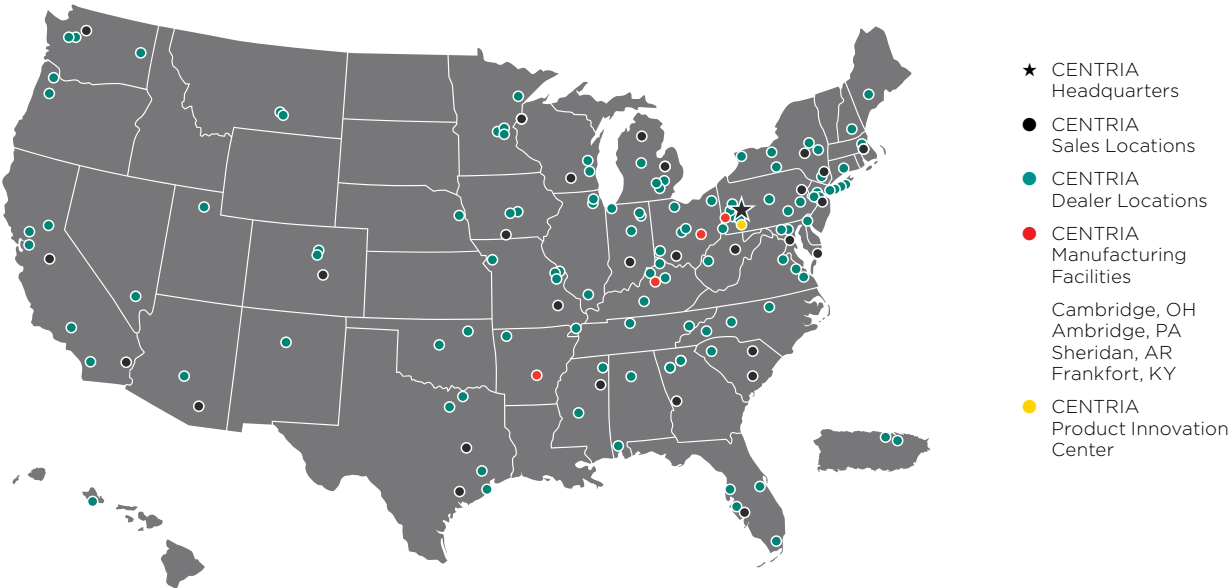 CENTRIA
Headquarters
CENTRIA
Sales Locations
CENTRIA
Dealer Locations
CENTRIA
Manufacturing
Facilities
Cambridge, OH
Ambridge, PA
Sheridan, AR
Frankfort, KY
CENTRIA
Product Innovation
Center